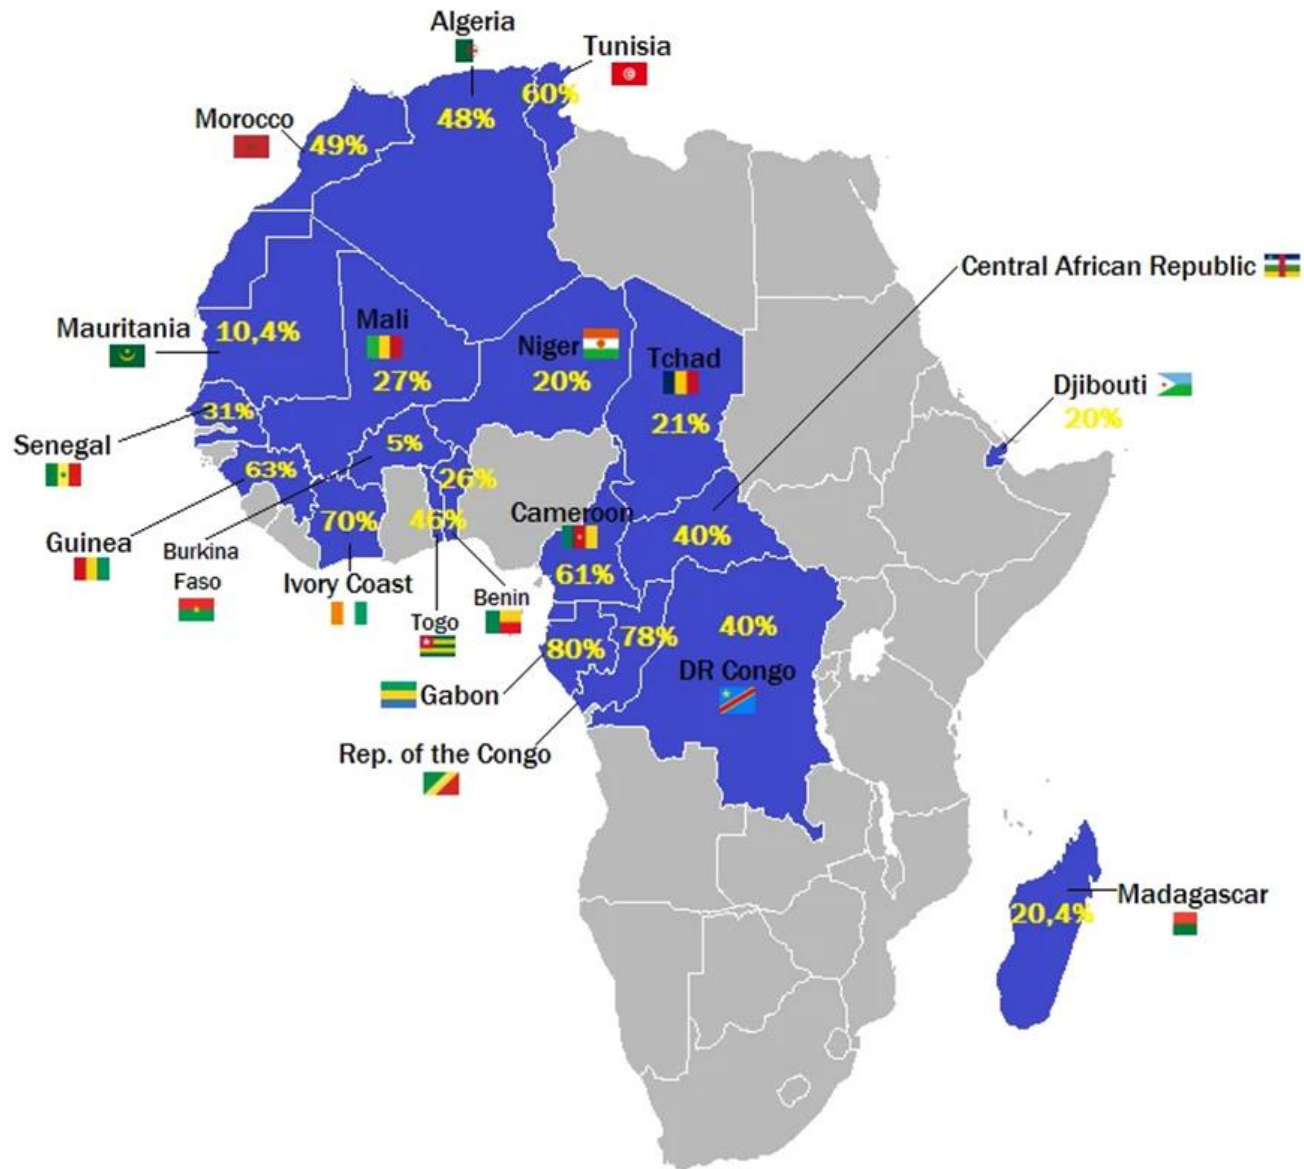 Algeria
Tunisia
60%
48%
Morocco
49%
Central African Republic
Mauritania
10,4%
Mali
27%
Niger
20%
Tchad
21%
Djibouti
20%
Senegal
31%
5%
63%
26%
Guinea
70%
46%
Cameroon
40%
Burkina
Faso
Ivory Coast
61%
Benin
Togo
80%
78%
40%
DR Congo
Gabon
Rep. of the Congo
Madagascar
20,4%